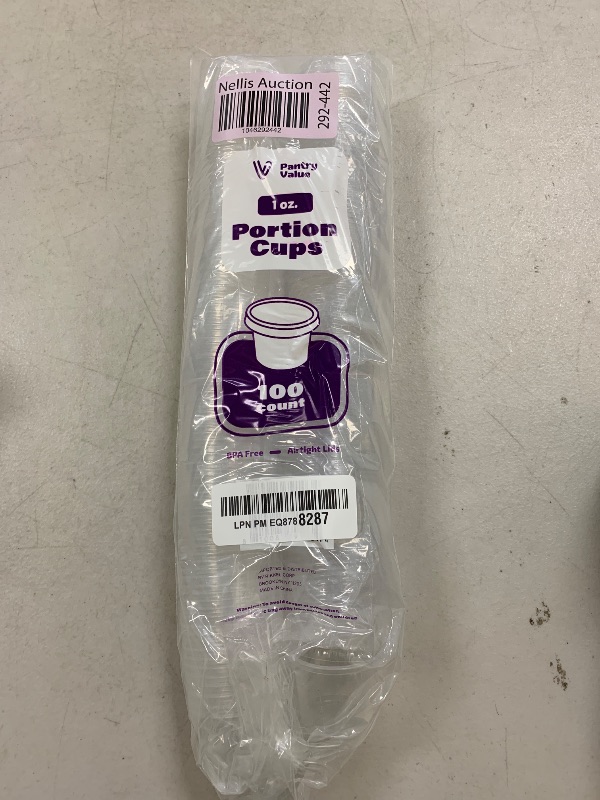 Nellis Auction
292-442
1046292442
Pantry
Value
1 oz.
Portion
Cups
100
count
BPA Free — Airtight Lids
LPN PM EQ8788287